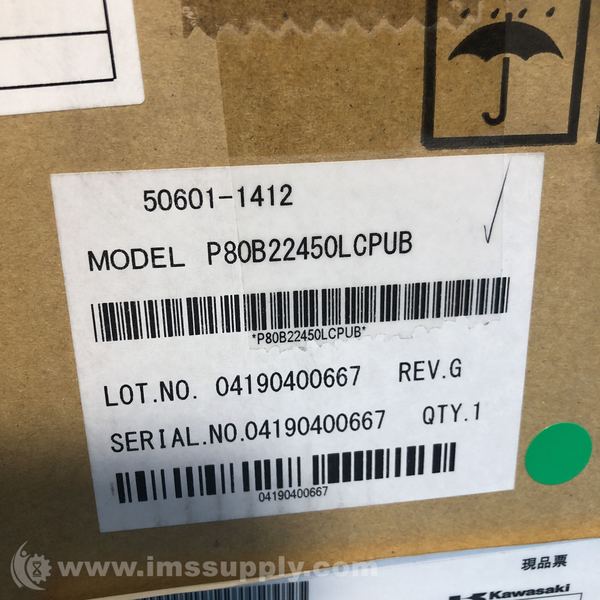 50601-1412
MODEL P80B22450LCPUB
*P80B22450LCPUB*
LOT.NO. 04190400667 REV.G
SERIAL.NO.04190400667 QTY.1
04190400667
現品票
Kawasaki
www.imssupply.com